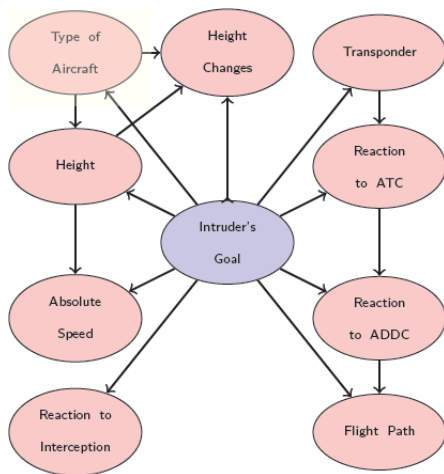 Type of
Aircraft
Height
Changes
Transponder
Height
Reaction
to ATC
Intruder's
Goal
Absolute
Speed
Reaction
to ADDC
Reaction to
Interception
Flight Path